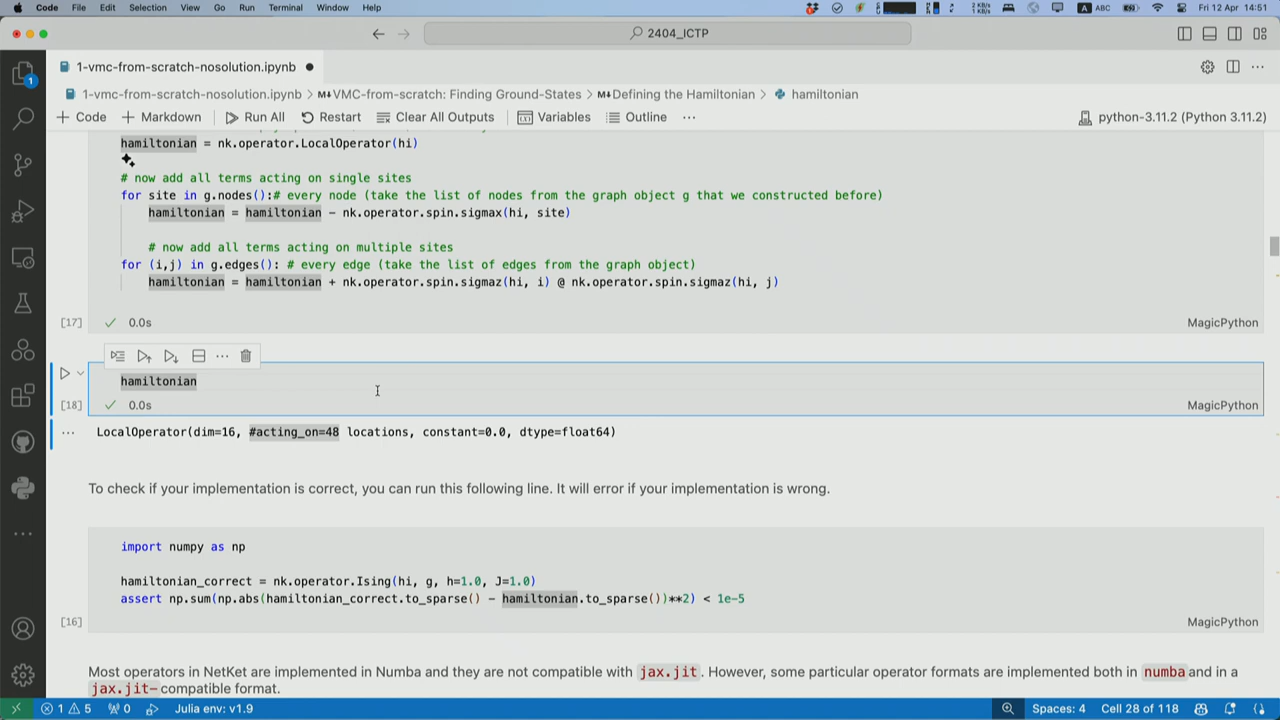 Code File Edit Selection View Go Run Terminal Window Help
A ABC Fri 12 Apr 14:51
2404_ICTP
1-vmc-from-scratch-nosolution.ipynb
1-vmc-from-scratch-nosolution.ipynb > M↓VMC-from-scratch: Finding Ground-States > M↓Defining the Hamiltonian > hamiltonian
+ Code + Markdown Run All Restart Clear All Outputs Variables Outline ... python-3.11.2 (Python 3.11.2)
hamiltonian = nk.operator.LocalOperator(hi)
# now add all terms acting on single sites
for site in g.nodes():# every node (take the list of nodes from the graph object g that we constructed before)
hamiltonian = hamiltonian - nk.operator.spin.sigmax(hi, site)
# now add all terms acting on multiple sites
for (i,j) in g.edges(): # every edge (take the list of edges from the graph object)
hamiltonian = hamiltonian + nk.operator.spin.sigmaz(hi, i) @ nk.operator.spin.sigmaz(hi, j)
[17] 0.0s MagicPython
hamiltonian
[18] 0.0s MagicPython
LocalOperator(dim=16, #acting_on=48 locations, constant=0.0, dtype=float64)
To check if your implementation is correct, you can run this following line. It will error if your implementation is wrong.
import numpy as np
hamiltonian_correct = nk.operator.Ising(hi, g, h=1.0, J=1.0)
assert np.sum(np.abs(hamiltonian_correct.to_sparse() - hamiltonian.to_sparse())**2) < 1e-5
[16] MagicPython
Most operators in NetKet are implemented in Numba and they are not compatible with jax.jit. However, some particular operator formats are implemented both in numba and in a
jax.jit-compatible format.
1 5 0 Julia env: v1.9 Spaces: 4 Cell 28 of 118